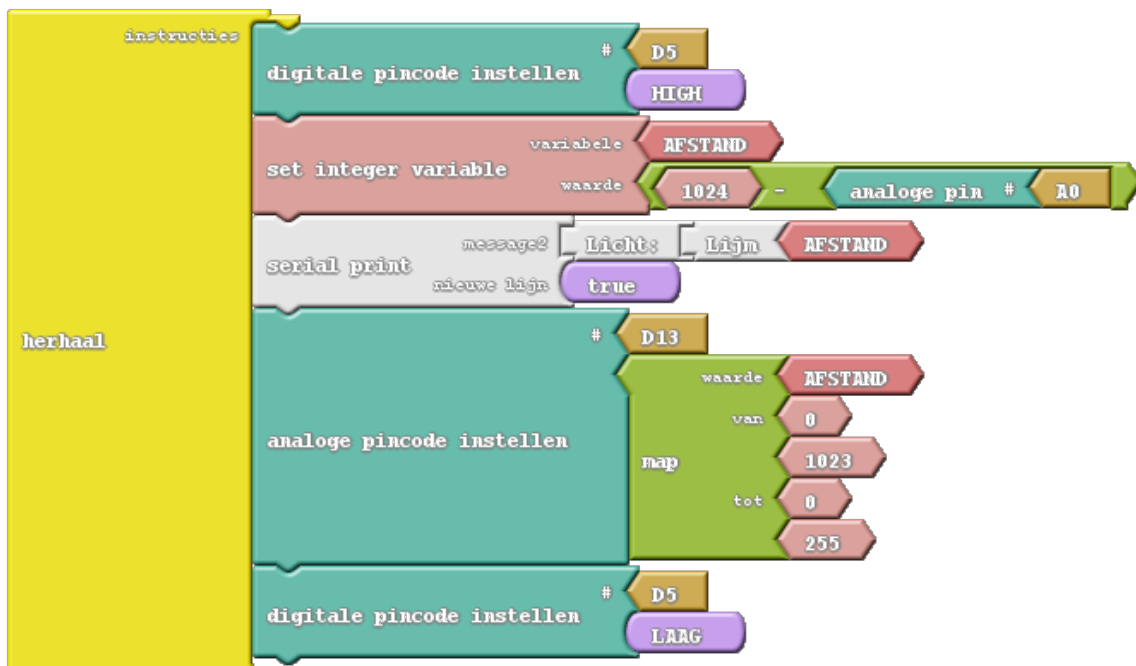 instructies
digitale pincode instellen # D5
HIGH
set integer variable variabele AFSTAND
waarde 1024 - analoge pin # A0
serial print message2 Licht: Lijm AFSTAND
nieuwe lijn true
herhaal
analoge pincode instellen # D13
map waarde AFSTAND
van 0
1023
tot 0
255
digitale pincode instellen # D5
LAAG